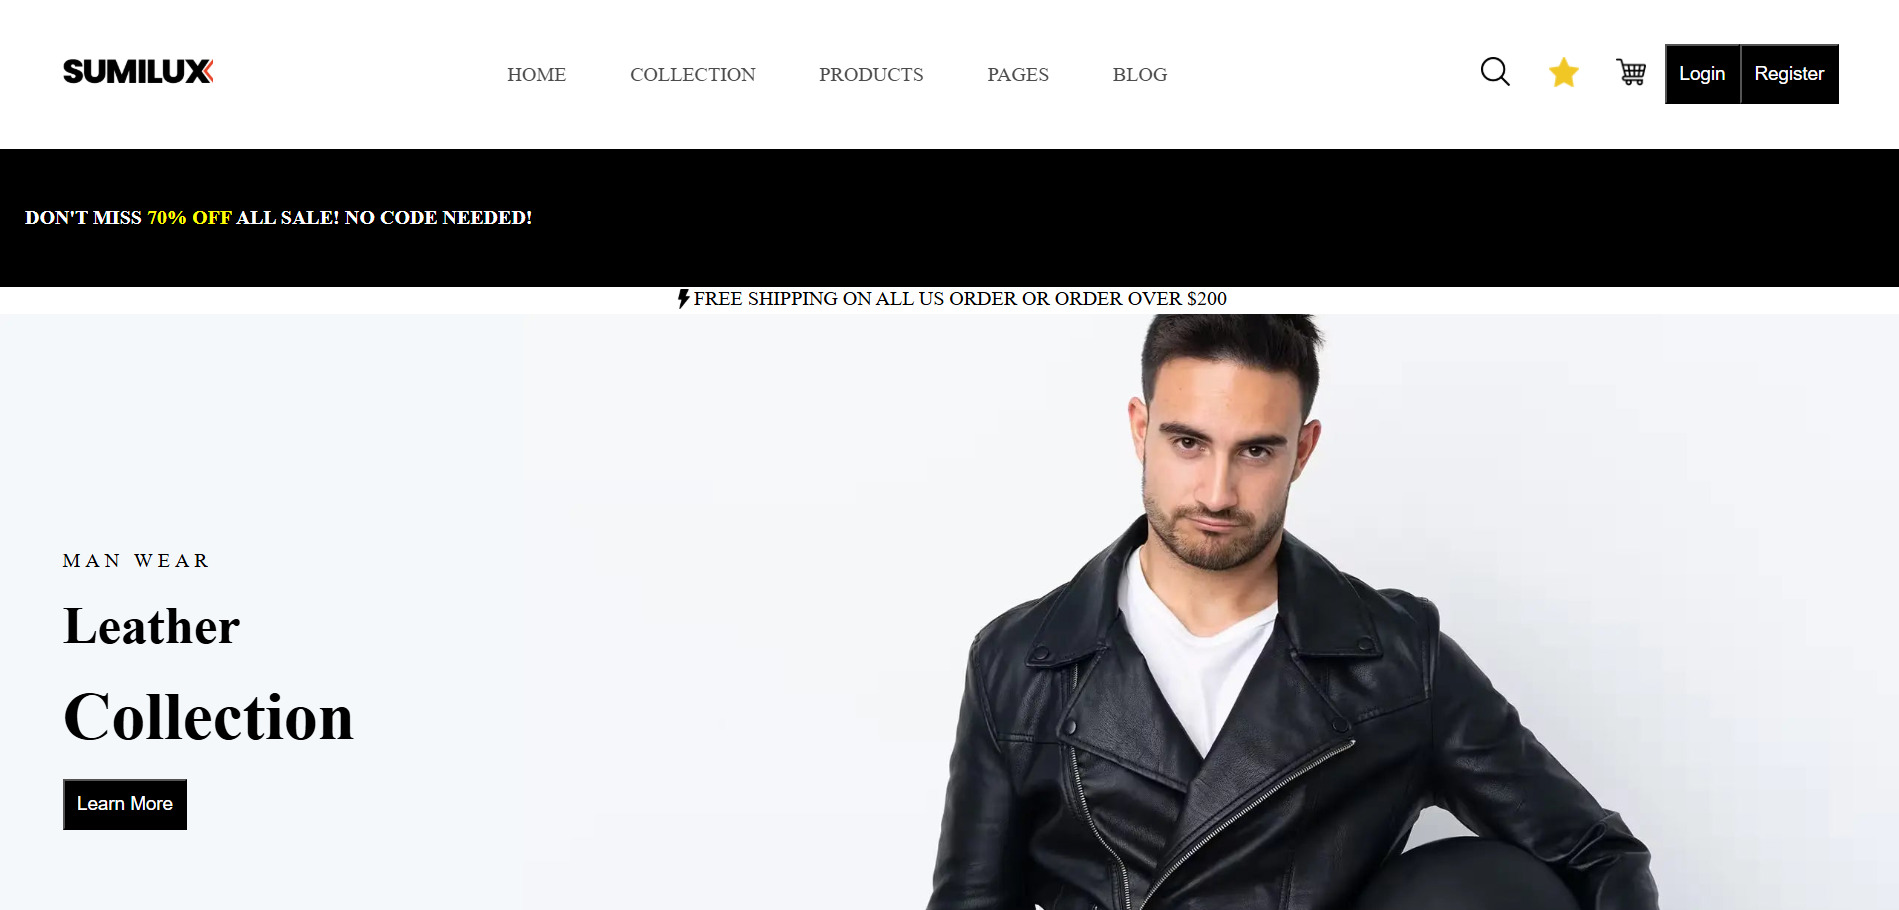 SUMILUX
HOME COLLECTION PRODUCTS PAGES BLOG
Login Register
DON'T MISS 70% OFF ALL SALE! NO CODE NEEDED!
FREE SHIPPING ON ALL US ORDER OR ORDER OVER $200
MAN WEAR
Leather
Collection
Learn More